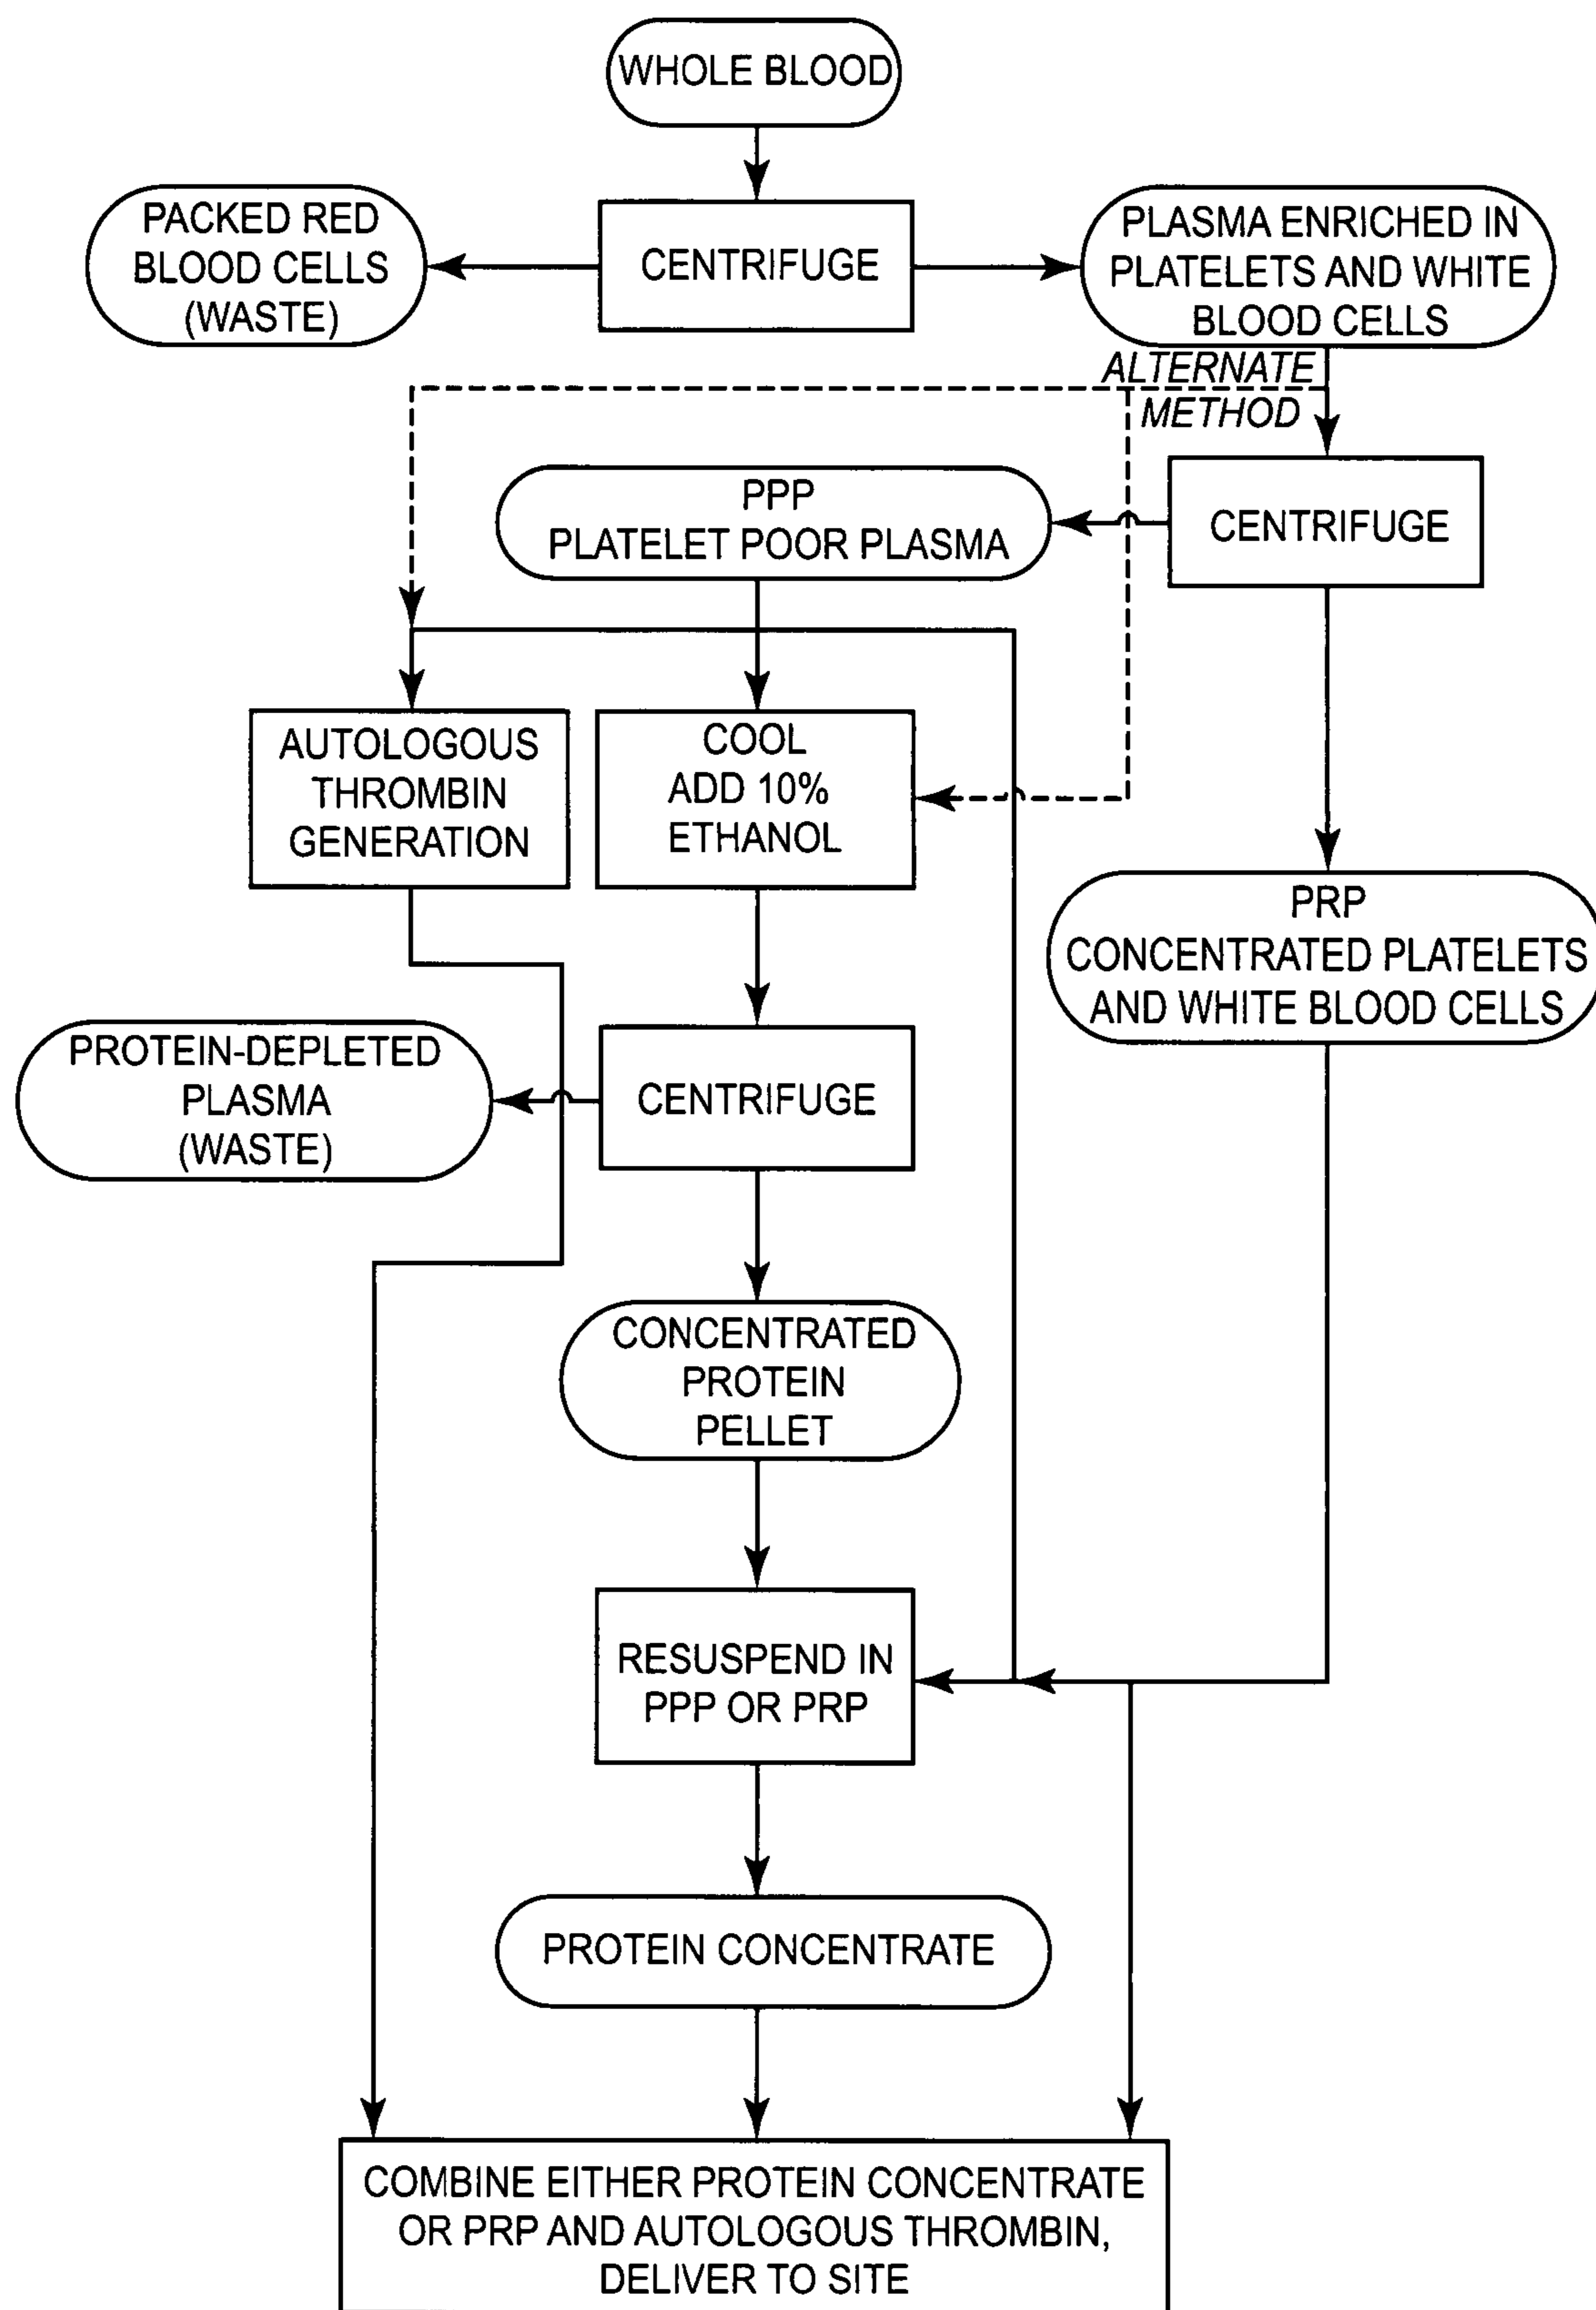 WHOLE BLOOD
PACKED RED
BLOOD CELLS
(WASTE)
CENTRIFUGE
PLASMA ENRICHED IN
PLATELETS AND WHITE
BLOOD CELLS
ALTERNATE
METHOD
PPP
PLATELET POOR PLASMA
CENTRIFUGE
AUTOLOGOUS
THROMBIN
GENERATION
COOL
ADD 10%
ETHANOL
PRP
CONCENTRATED PLATELETS
AND WHITE BLOOD CELLS
PROTEIN-DEPLETED
PLASMA
(WASTE)
CENTRIFUGE
CONCENTRATED
PROTEIN
PELLET
RESUSPEND IN
PPP OR PRP
PROTEIN CONCENTRATE
COMBINE EITHER PROTEIN CONCENTRATE
OR PRP AND AUTOLOGOUS THROMBIN,
DELIVER TO SITE